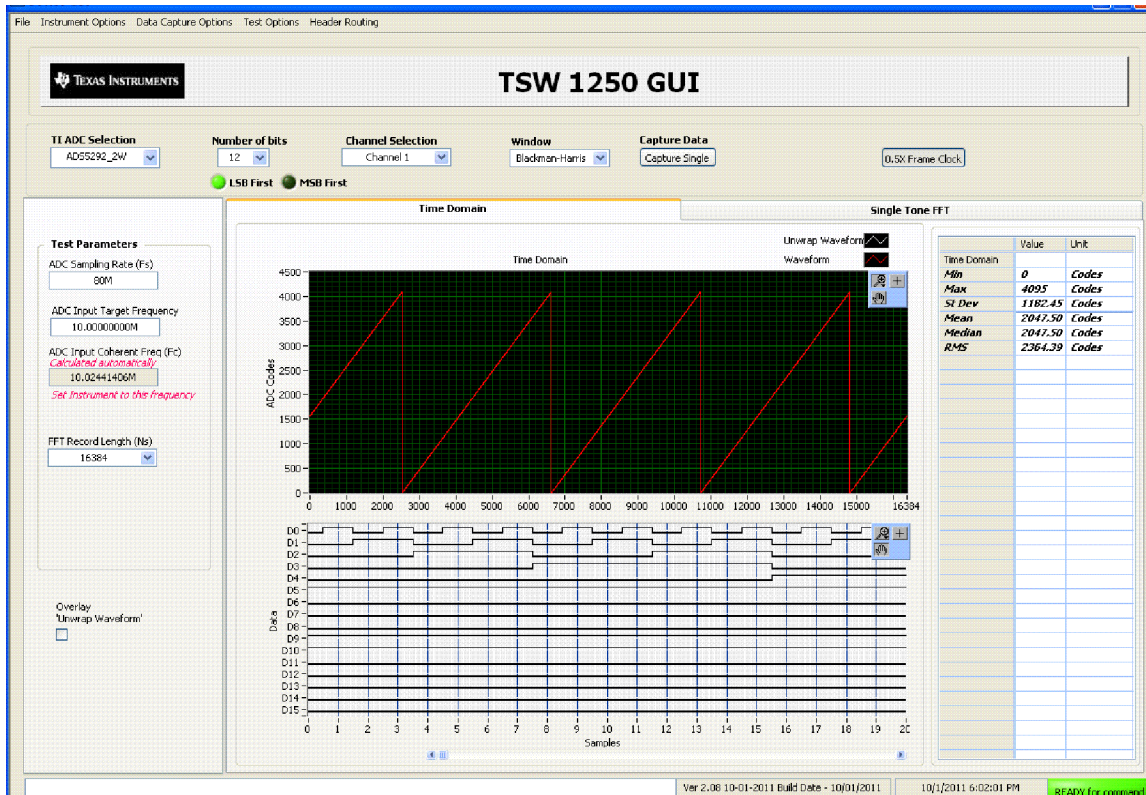 File Instrument Options Data Capture Options Test Options Header Routing
TEXAS INSTRUMENTS
TSW 1250 GUI
TI ADC Selection
ADS5292_2W
Number of bits
12
Channel Selection
Channel 1
Window
Blackman-Harris
Capture Data
Capture Single
0.5X Frame Clock
LSB First MSB First
Time Domain
Single Tone FFT
Test Parameters
ADC Sampling Rate (Fs)
80M
ADC Input Target Frequency
10.00000000M
ADC Input Coherent Freq (Fc)
Calculated automatically
10.02441406M
Set Instrument to this frequency
FFT Record Length (Ns)
16384
Overlay
'Unwrap Waveform'
Unwrap Waveform
Time Domain
Waveform
ADC Codes
4500
4000
3500
3000
2500
2000
1500
1000
500
0
0 1000 2000 3000 4000 5000 6000 7000 8000 9000 10000 11000 12000 13000 14000 15000 16384
Data
D0
D1
D2
D3
D4
D5
D6
D7
D8
D9
D10
D11
D12
D13
D14
D15
0 1 2 3 4 5 6 7 8 9 10 11 12 13 14 15 16 17 18 19 20
Samples
Value Unit
Time Domain
Min 0 Codes
Max 4095 Codes
St Dev 1182.45 Codes
Mean 2047.50 Codes
Median 2047.50 Codes
RMS 2364.39 Codes
Ver 2.08 10-01-2011 Build Date - 10/01/2011
10/1/2011 6:02:01 PM
READY for command